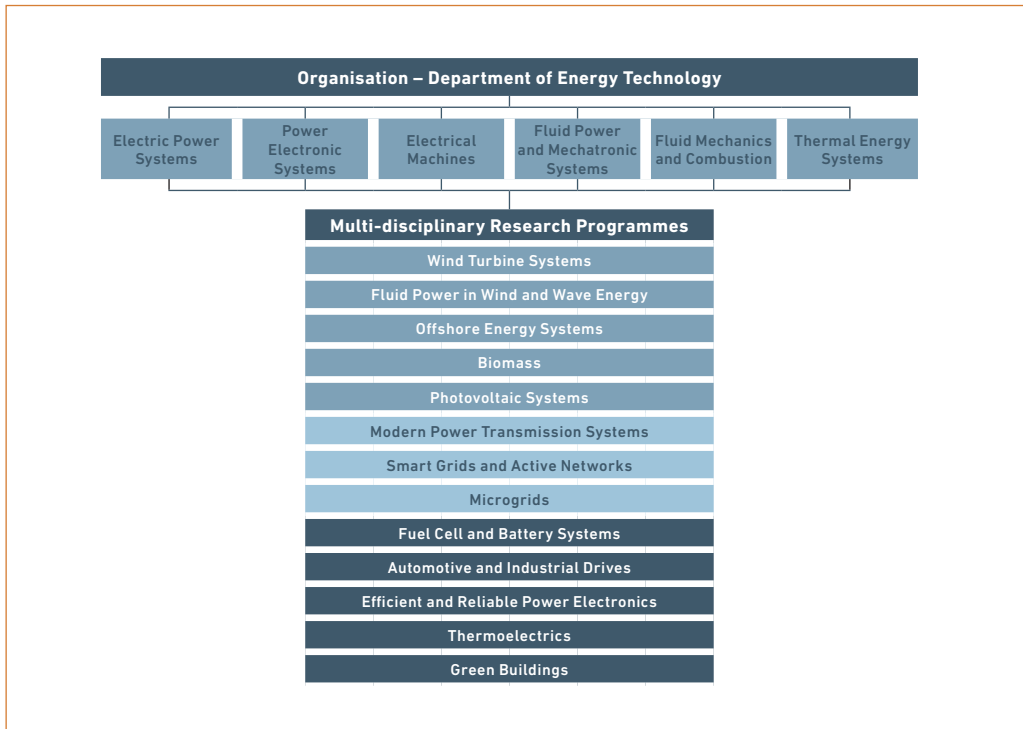 Organisation – Department of Energy Technology
Electric Power
Systems
Power
Electronic
Systems
Electrical
Machines
Fluid Power
and Mechatronic
Systems
Fluid Mechanics
and Combustion
Thermal Energy
Systems
Multi-disciplinary Research Programmes
Wind Turbine Systems
Fluid Power in Wind and Wave Energy
Offshore Energy Systems
Biomass
Photovoltaic Systems
Modern Power Transmission Systems
Smart Grids and Active Networks
Microgrids
Fuel Cell and Battery Systems
Automotive and Industrial Drives
Efficient and Reliable Power Electronics
Thermoelectrics
Green Buildings